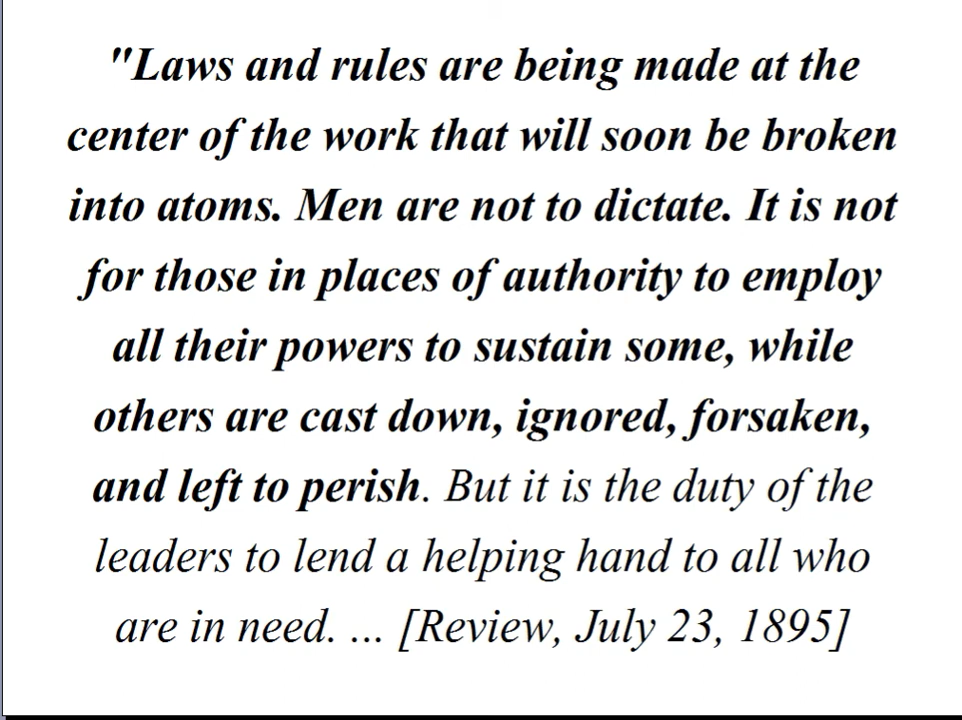 "Laws and rules are being made at the
center of the work that will soon be broken
into atoms. Men are not to dictate. It is not
for those in places of authority to employ
all their powers to sustain some, while
others are cast down, ignored, forsaken,
and left to perish. But it is the duty of the
leaders to lend a helping hand to all who
are in need. ... [Review, July 23, 1895]